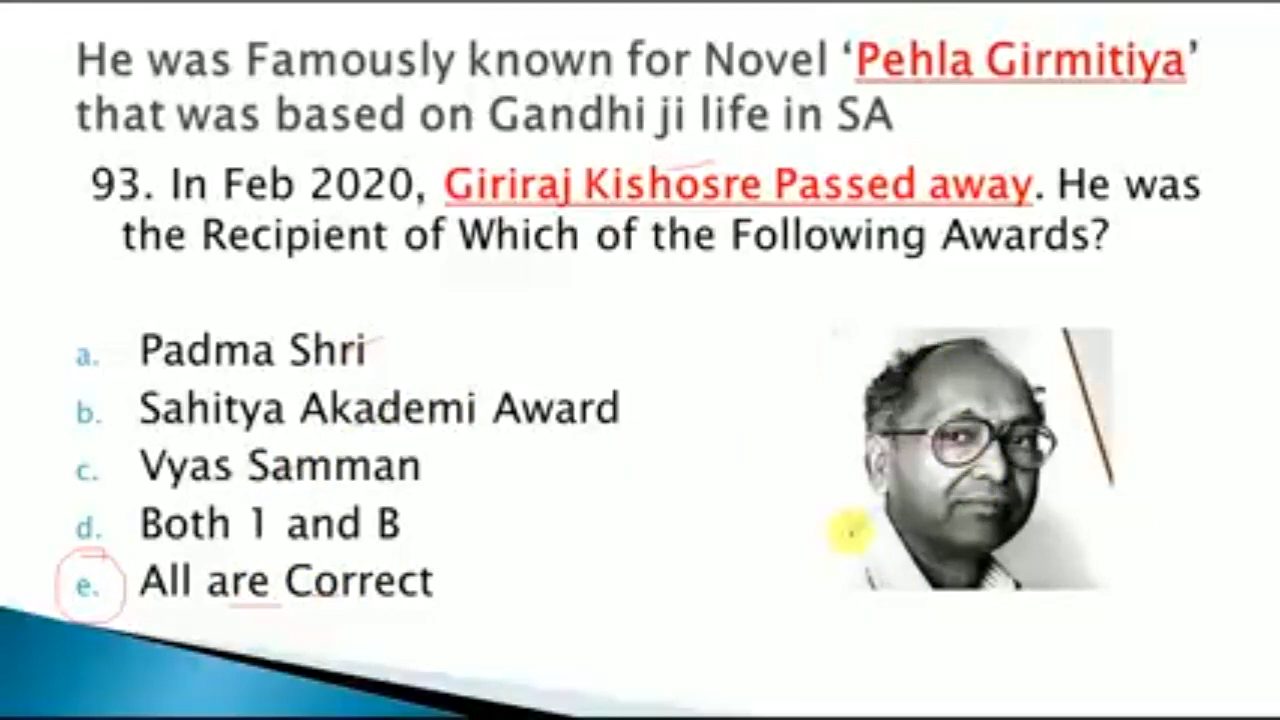 He was Famously known for Novel ‘Pehla Girmitiya’
that was based on Gandhi ji life in SA
93. In Feb 2020, Giriraj Kishosre Passed away. He was
the Recipient of Which of the Following Awards?
a. Padma Shri
b. Sahitya Akademi Award
c. Vyas Samman
d. Both 1 and B
e. All are Correct